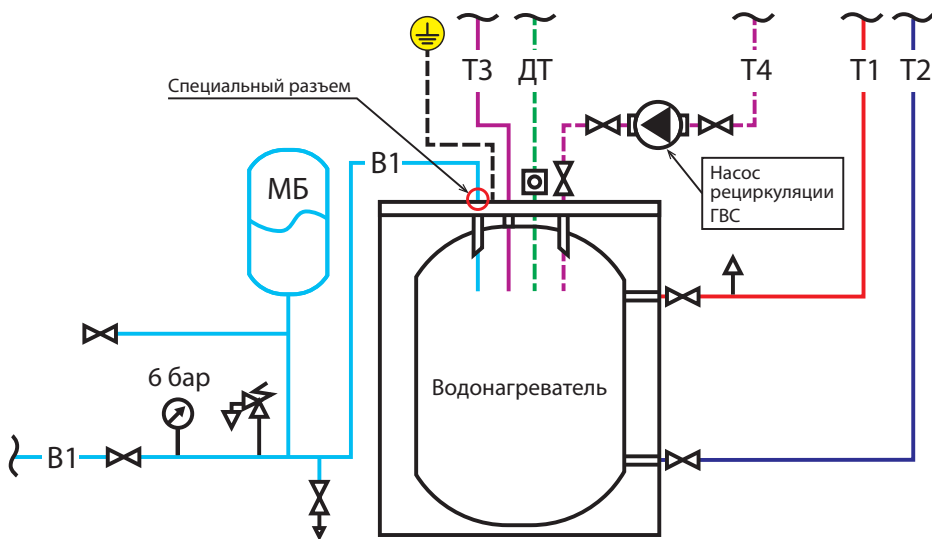 Т3
ДТ
Т4
Т1
Т2
Специальный разъем
В1
МБ
Насос
рециркуляции
ГВС
6 бар
Водонагреватель
В1